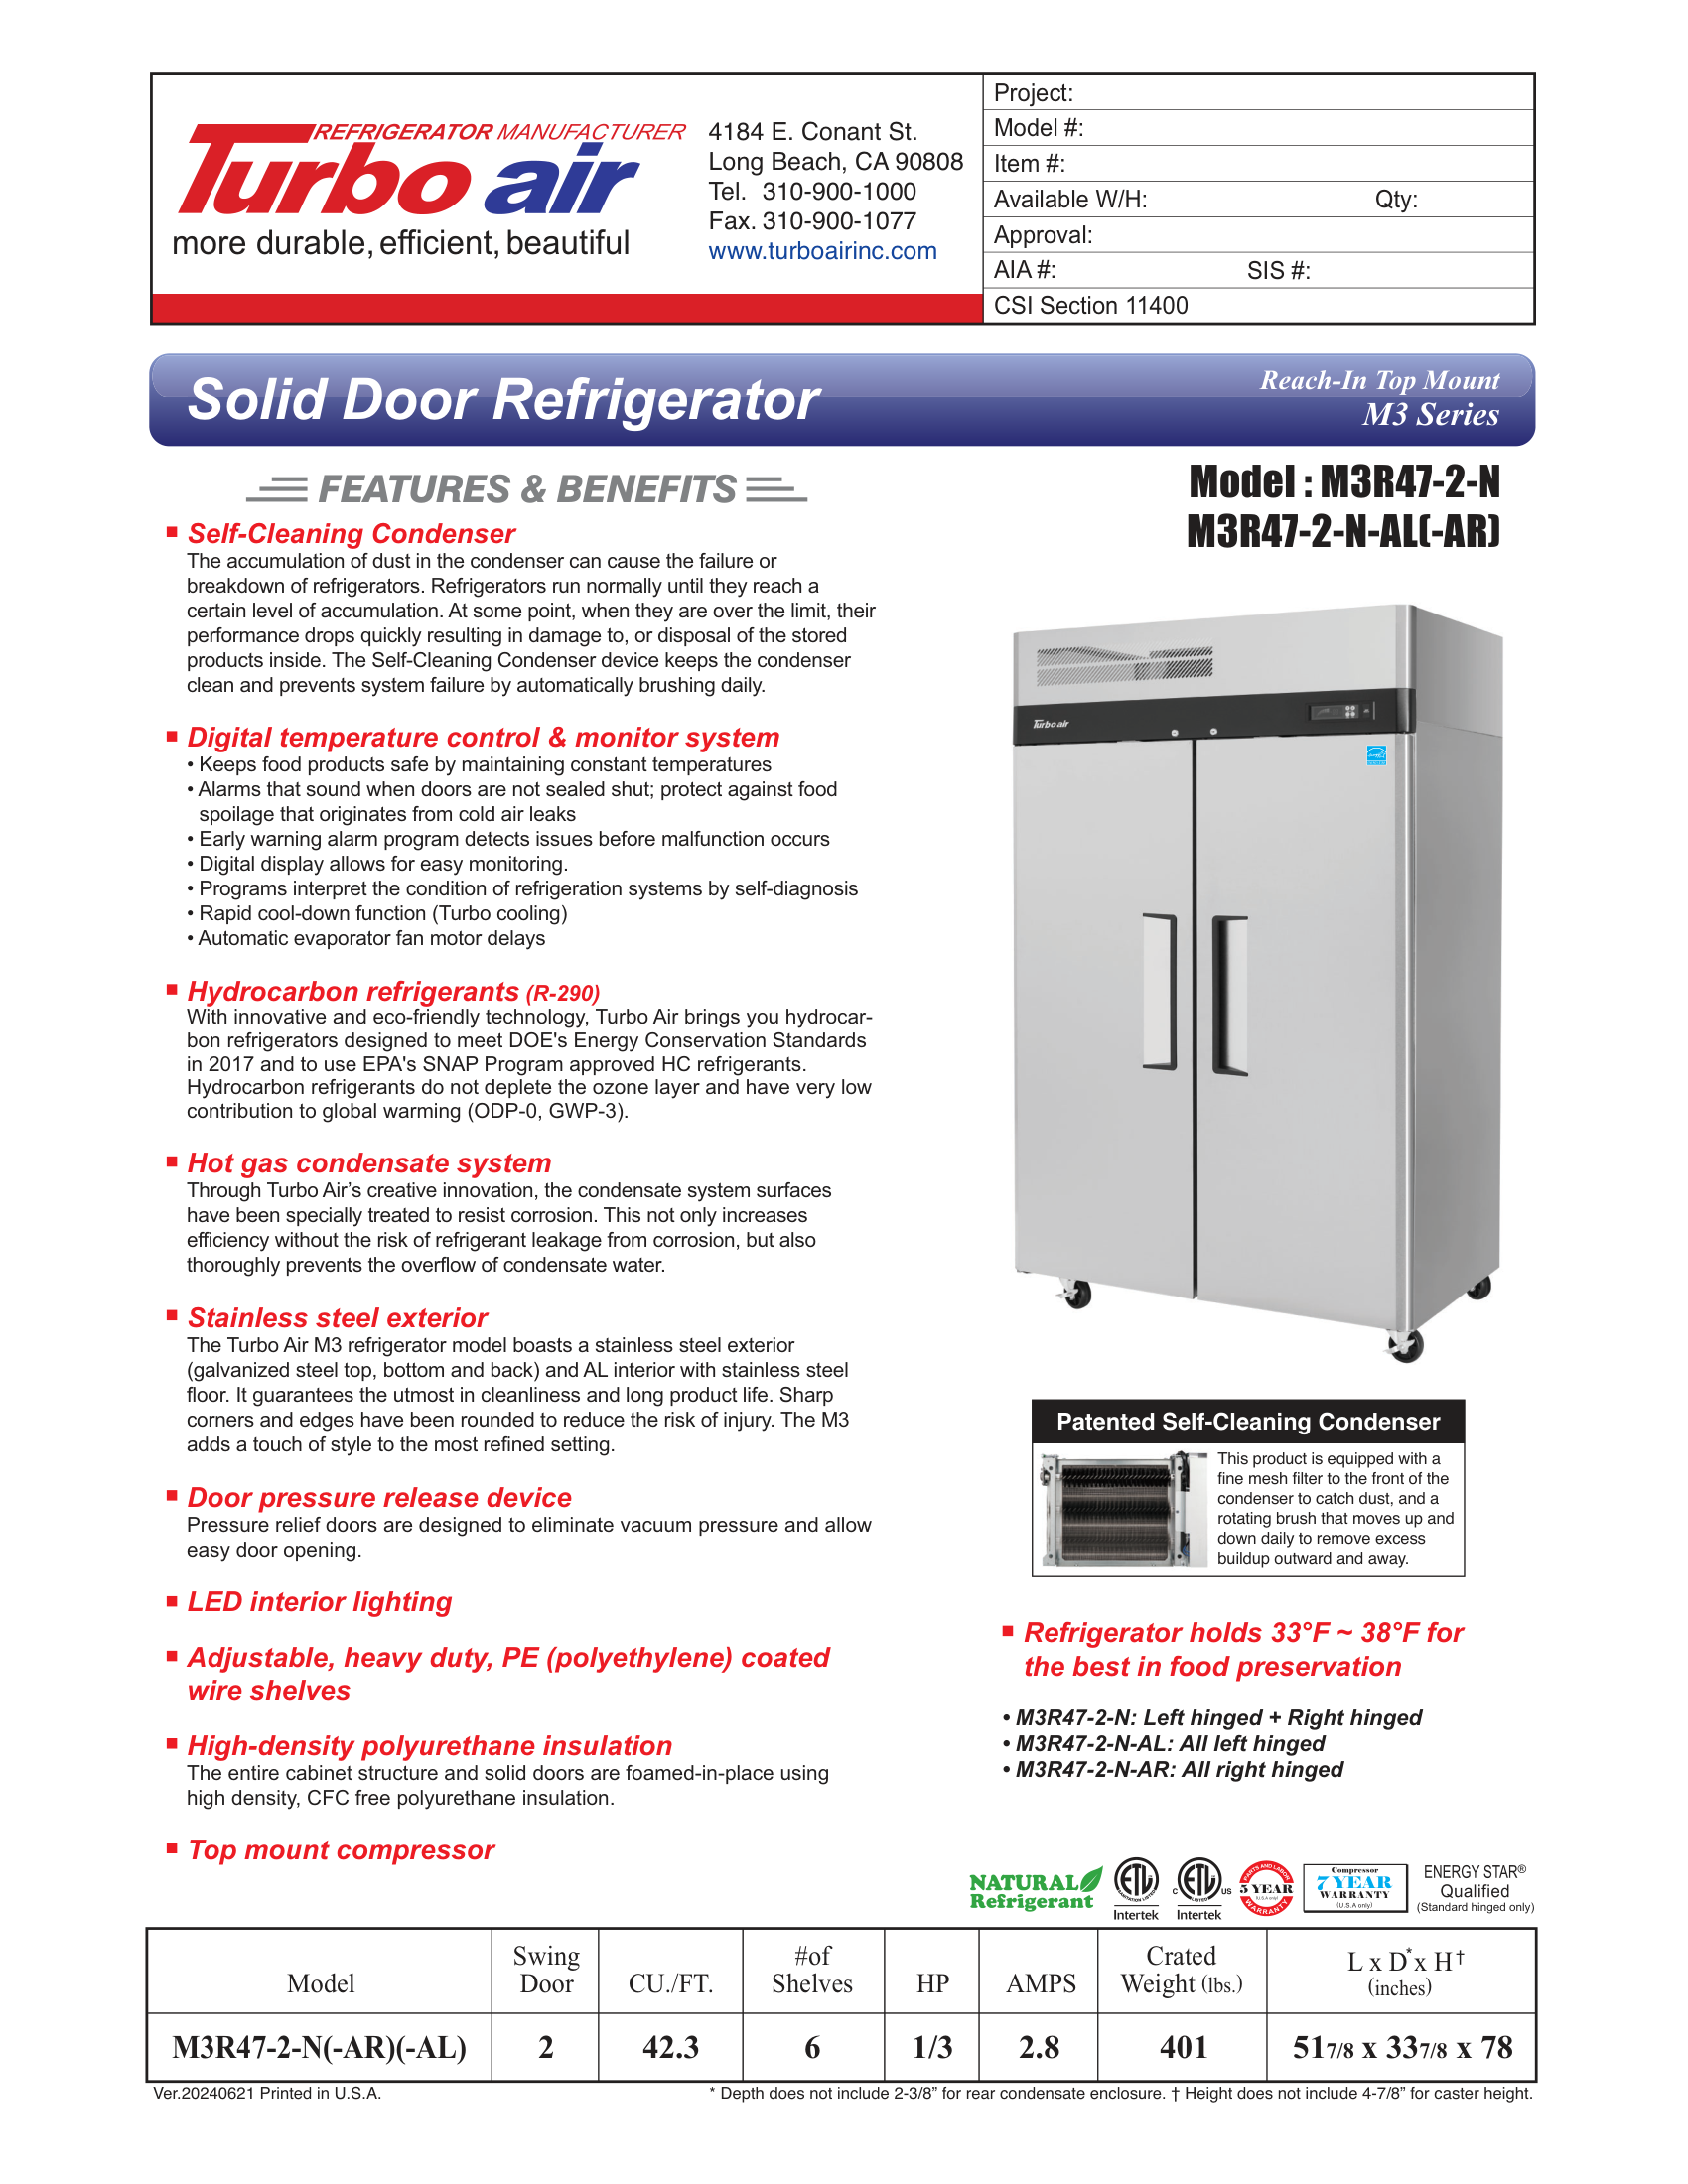 REFRIGERATOR MANUFACTURER
Turbo air
more durable, efficient, beautiful
4184 E. Conant St.
Long Beach, CA 90808
Tel. 310-900-1000
Fax. 310-900-1077
www.turboairinc.com
Project:
Model #:
Item #:
Available W/H: Qty:
Approval:
AIA #: SIS #:
CSI Section 11400
Solid Door Refrigerator
Reach-In Top Mount
M3 Series
FEATURES & BENEFITS
Model : M3R47-2-N
M3R47-2-N-AL(-AR)
Self-Cleaning Condenser
The accumulation of dust in the condenser can cause the failure or
breakdown of refrigerators. Refrigerators run normally until they reach a
certain level of accumulation. At some point, when they are over the limit, their
performance drops quickly resulting in damage to, or disposal of the stored
products inside. The Self-Cleaning Condenser device keeps the condenser
clean and prevents system failure by automatically brushing daily.
Digital temperature control & monitor system
• Keeps food products safe by maintaining constant temperatures
• Alarms that sound when doors are not sealed shut; protect against food
spoilage that originates from cold air leaks
• Early warning alarm program detects issues before malfunction occurs
• Digital display allows for easy monitoring.
• Programs interpret the condition of refrigeration systems by self-diagnosis
• Rapid cool-down function (Turbo cooling)
• Automatic evaporator fan motor delays
Hydrocarbon refrigerants (R-290)
With innovative and eco-friendly technology, Turbo Air brings you hydrocar-
bon refrigerators designed to meet DOE's Energy Conservation Standards
in 2017 and to use EPA's SNAP Program approved HC refrigerants.
Hydrocarbon refrigerants do not deplete the ozone layer and have very low
contribution to global warming (ODP-0, GWP-3).
Hot gas condensate system
Through Turbo Air's creative innovation, the condensate system surfaces
have been specially treated to resist corrosion. This not only increases
efficiency without the risk of refrigerant leakage from corrosion, but also
thoroughly prevents the overflow of condensate water.
Stainless steel exterior
The Turbo Air M3 refrigerator model boasts a stainless steel exterior
(galvanized steel top, bottom and back) and AL interior with stainless steel
floor. It guarantees the utmost in cleanliness and long product life. Sharp
corners and edges have been rounded to reduce the risk of injury. The M3
adds a touch of style to the most refined setting.
Door pressure release device
Pressure relief doors are designed to eliminate vacuum pressure and allow
easy door opening.
LED interior lighting
Adjustable, heavy duty, PE (polyethylene) coated
wire shelves
High-density polyurethane insulation
The entire cabinet structure and solid doors are foamed-in-place using
high density, CFC free polyurethane insulation.
Top mount compressor
Turbo air
Patented Self-Cleaning Condenser
This product is equipped with a
fine mesh filter to the front of the
condenser to catch dust, and a
rotating brush that moves up and
down daily to remove excess
buildup outward and away.
Refrigerator holds 33°F ~ 38°F for
the best in food preservation
• M3R47-2-N: Left hinged + Right hinged
• M3R47-2-N-AL: All left hinged
• M3R47-2-N-AR: All right hinged
NATURAL
Refrigerant
ETL
SANITATION LISTED
Intertek
C ETL US
LISTED
Intertek
PARTS AND LABOR
5 YEAR
(U.S.A only)
WARRANTY
Compressor
7 YEAR
WARRANTY
(U.S.A only)
ENERGY STAR®
Qualified
(Standard hinged only)
Model Swing Door CU./FT. #of Shelves HP AMPS Crated Weight (lbs.) L x D* x H† (inches)
M3R47-2-N(-AR)(-AL) 2 42.3 6 1/3 2.8 401 51 7/8 x 33 7/8 x 78
Ver.20240621 Printed in U.S.A.
* Depth does not include 2-3/8” for rear condensate enclosure. † Height does not include 4-7/8” for caster height.